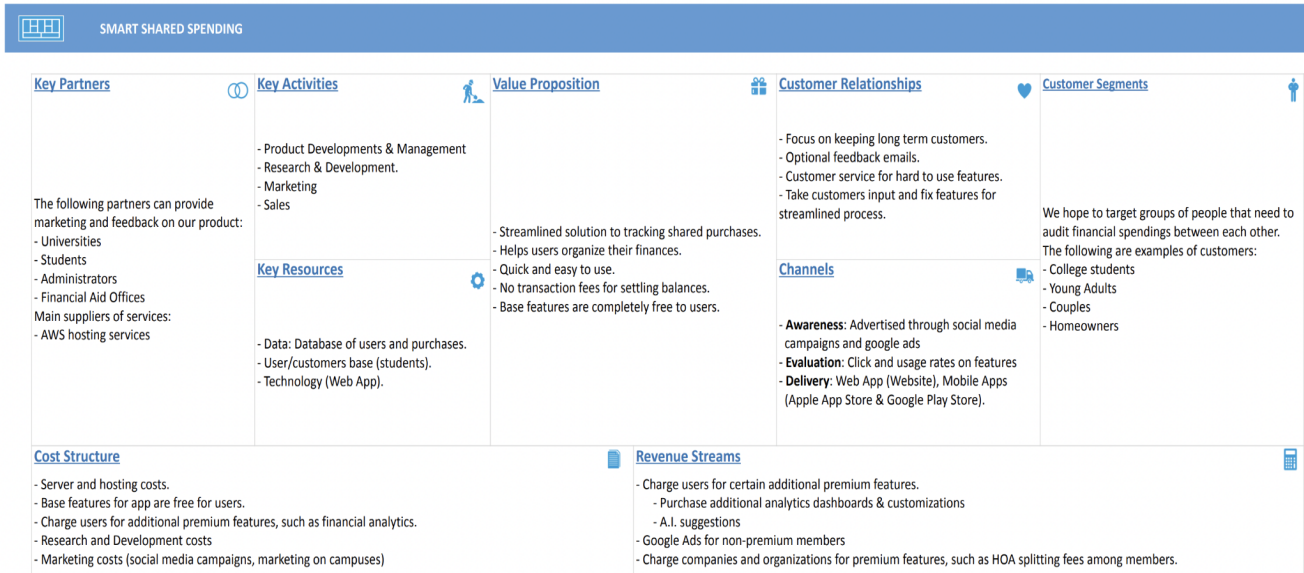 HH
SMART SHARED SPENDING
Key Partners
The following partners can provide
marketing and feedback on our product:
- Universities
- Students
- Administrators
- Financial Aid Offices
Main suppliers of services:
- AWS hosting services
Key Activities
- Product Developments & Management
- Research & Development.
- Marketing
- Sales
Key Resources
- Data: Database of users and purchases.
- User/customers base (students).
- Technology (Web App).
Value Proposition
- Streamlined solution to tracking shared purchases.
- Helps users organize their finances.
- Quick and easy to use.
- No transaction fees for settling balances.
- Base features are completely free to users.
Customer Relationships
- Focus on keeping long term customers.
- Optional feedback emails.
- Customer service for hard to use features.
- Take customers input and fix features for
streamlined process.
Channels
- Awareness: Advertised through social media
campaigns and google ads
- Evaluation: Click and usage rates on features
- Delivery: Web App (Website), Mobile Apps
(Apple App Store & Google Play Store).
Customer Segments
We hope to target groups of people that need to
audit financial spendings between each other.
The following are examples of customers:
- College students
- Young Adults
- Couples
- Homeowners
Cost Structure
- Server and hosting costs.
- Base features for app are free for users.
- Charge users for additional premium features, such as financial analytics.
- Research and Development costs
- Marketing costs (social media campaigns, marketing on campuses)
Revenue Streams
- Charge users for certain additional premium features.
- Purchase additional analytics dashboards & customizations
- A.I. suggestions
- Google Ads for non-premium members
- Charge companies and organizations for premium features, such as HOA splitting fees among members.